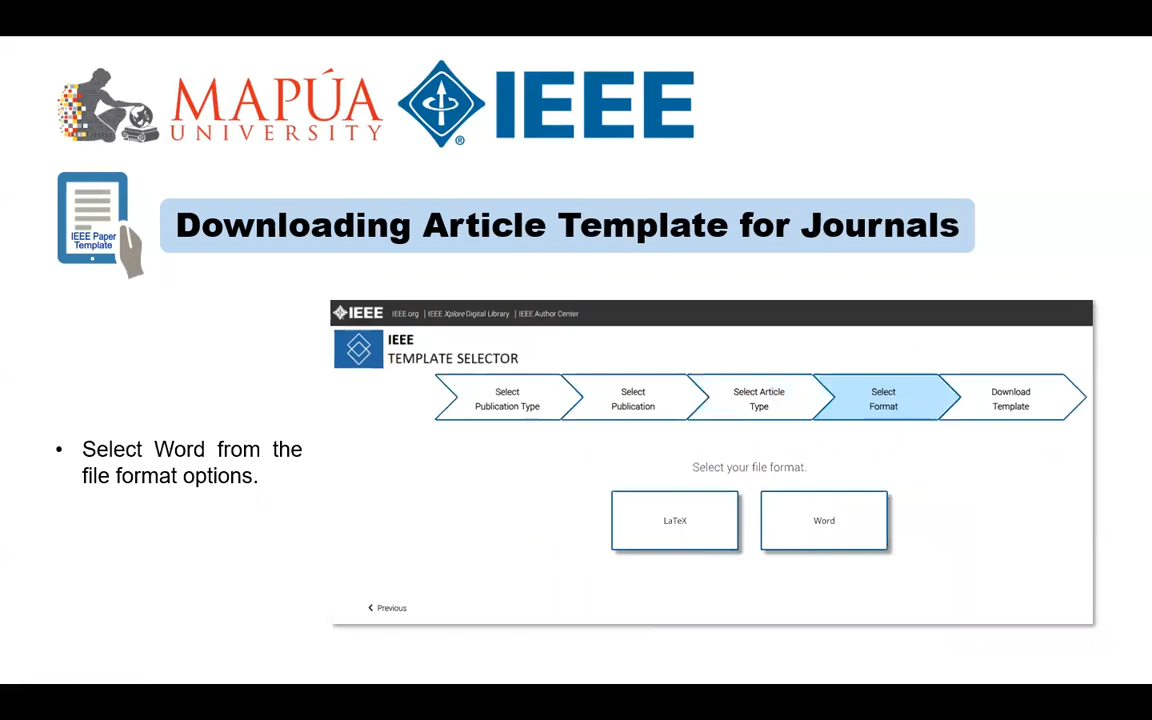 MAPÚA
UNIVERSITY
IEEE
®
IEEE Paper
Template
Downloading Article Template for Journals
IEEE IEEE.org | IEEE Xplore Digital Library | IEEE Author Center
IEEE
TEMPLATE SELECTOR
Select
Publication Type
Select
Publication
Select Article
Type
Select
Format
Download
Template
• Select Word from the
file format options.
Select your file format.
LaTeX
Word
Previous